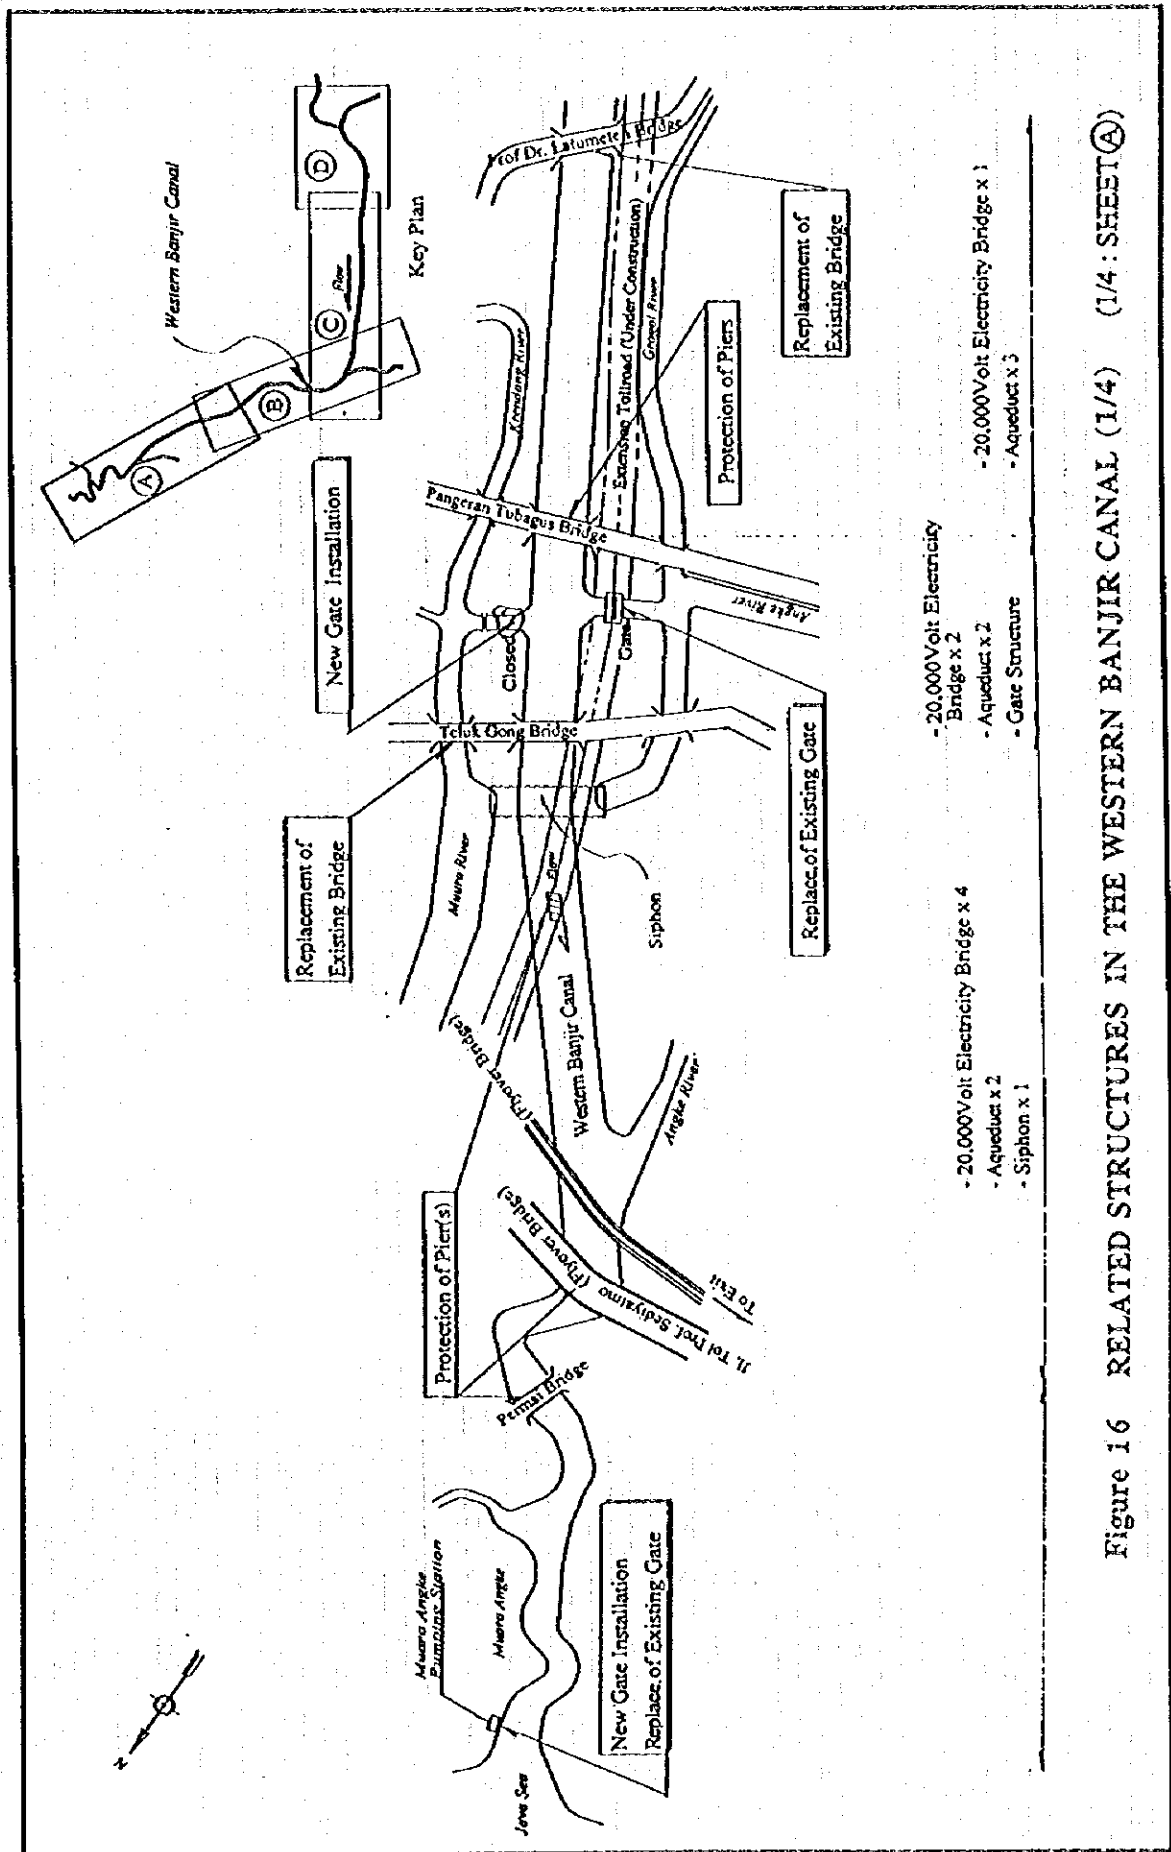 Western Banjir Canal
A
B
C
D
Flow
Key Plan
New Gate Installation
Replacement of
Existing Bridge
Protection of Pier(s)
Muara Angke
Pumping Station
Muara Angke
Java Sea
New Gate Installation
Replace.of Existing Gate
Permai Bridge
Jl. Tol Prof. Sediyatmo (Flyover Bridge)
To Exit
(Flyover Bridge)
Angke River
Western Banjir Canal
Flow
Siphon
Muara River
Teluk Gong Bridge
Closed
Gate
Replace.of Existing Gate
Pangeran Tubagus Bridge
Angke River
Krendang River
Extension Tollroad (Under Construction)
Grogol River
Protection of Piers
Prof Dr. Latumeten Bridge
Replacement of
Existing Bridge
- 20,000Volt Electricity Bridge x 4
- Aqueduct x 2
- Siphon x 1
- 20,000Volt Electricity
Bridge x 2
- Aqueduct x 2
- Gate Structure
- 20,000Volt Electricity Bridge x 1
- Aqueduct x 3
N
Figure 16 RELATED STRUCTURES IN THE WESTERN BANJIR CANAL (1/4) (1/4 : SHEET A)